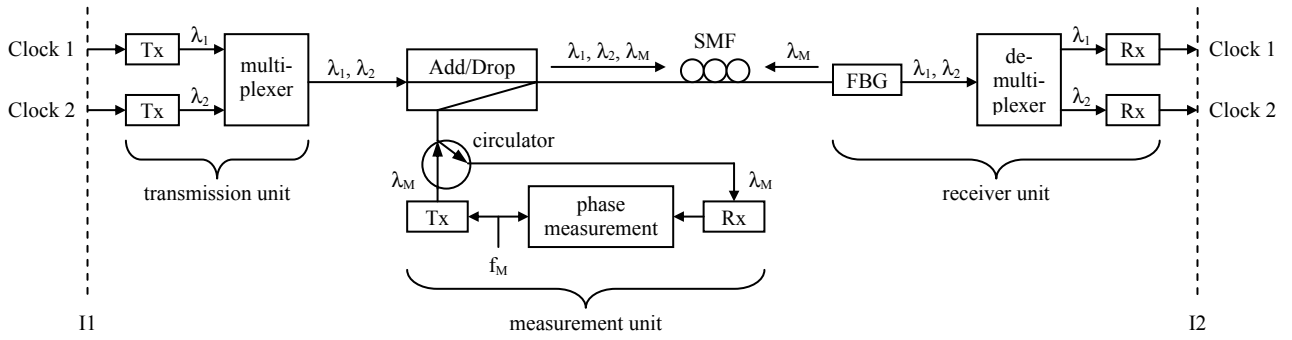 Clock 1
Tx
λ1
Clock 2
Tx
λ2
multi-
plexer
λ1, λ2
transmission unit
Add/Drop
λ1, λ2, λM
SMF
λM
circulator
λM
λM
Tx
phase
measurement
Rx
fM
measurement unit
FBG
λ1, λ2
de-
multi-
plexer
λ1
Rx
Clock 1
λ2
Rx
Clock 2
receiver unit
I1
I2